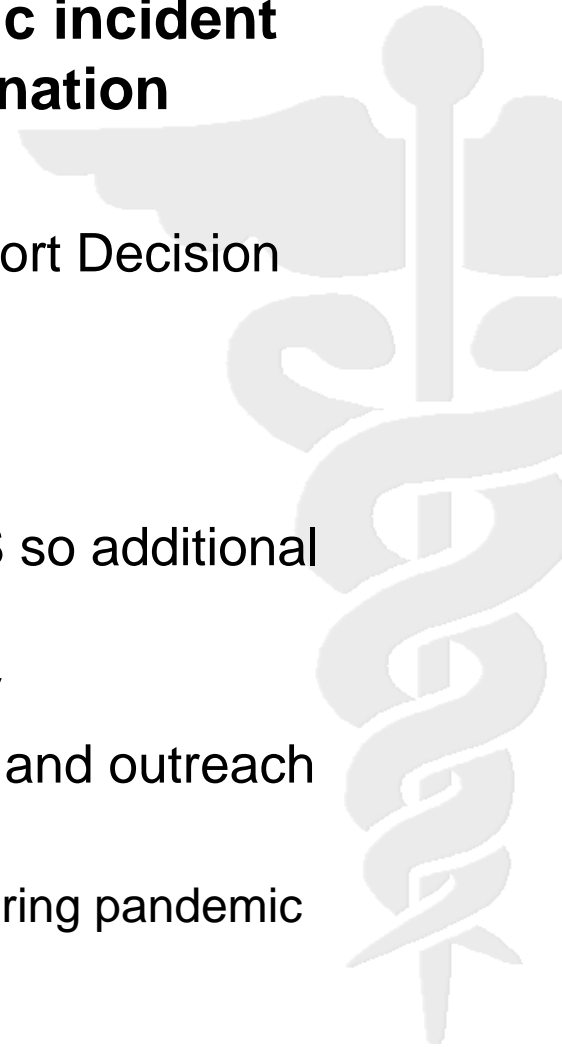 c incident
nation
ort Decision
so additional
and outreach
ring pandemic